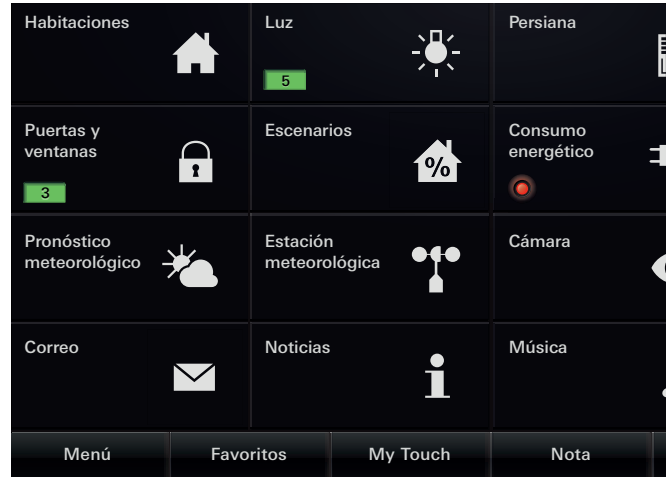 Habitaciones
Luz
Persiana
5
Puertas y
ventanas
Escenarios
Consumo
energético
%
3
Pronóstico
meteorológico
Estación
meteorológica
Cámara
Correo
Noticias
Música
Menú
Favoritos
My Touch
Nota